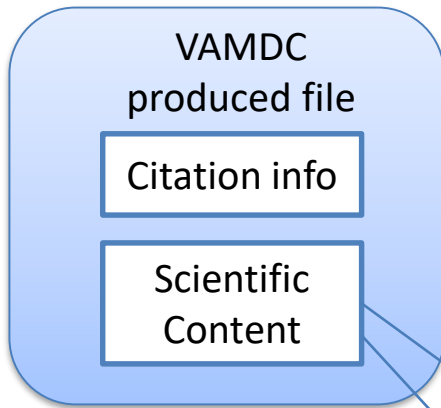 VAMDC
produced file
Citation info
Scientific
Content